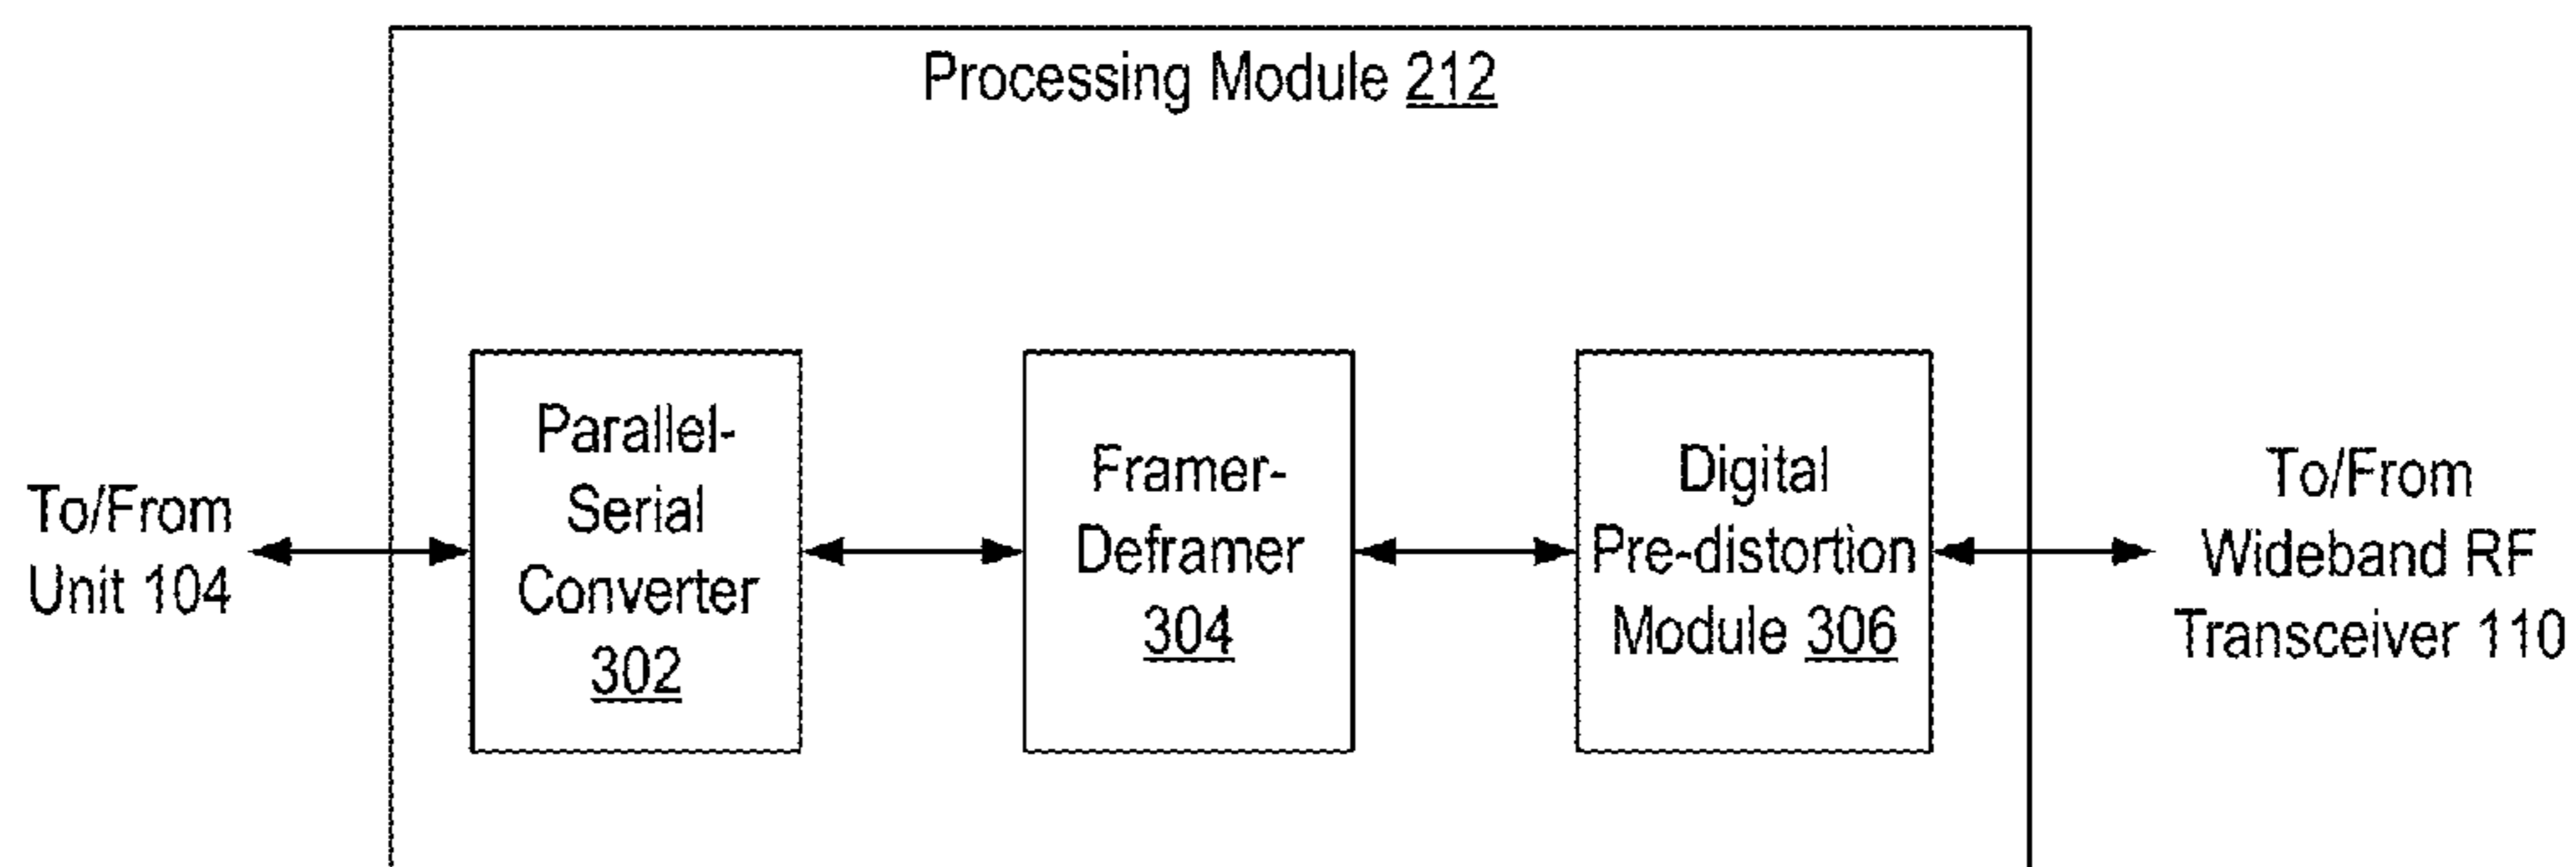 Processing Module 212
To/From
Unit 104
Parallel-
Serial
Converter
302
Framer-
Deframer
304
Digital
Pre-distortion
Module 306
To/From
Wideband RF
Transceiver 110